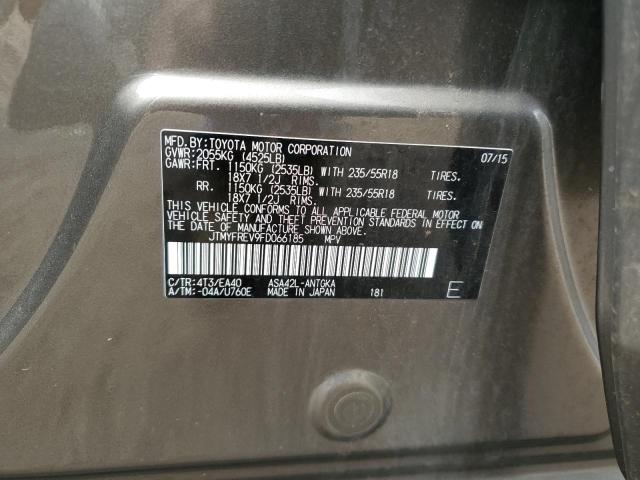 MFD.BY:TOYOTA MOTOR CORPORATION 07/15
GVWR:2055KG (4525LB)
GAWR:FRT. 1150KG (2535LB) WITH 235/55R18 TIRES.
18X7 1/2J RIMS.
RR. 1150KG (2535LB) WITH 235/55R18 TIRES.
18X7 1/2J RIMS.
THIS VEHICLE CONFORMS TO ALL APPLICABLE FEDERAL MOTOR
VEHICLE SAFETY AND THEFT PREVENTION STANDARDS IN EFFECT ON
THE DATE OF MANUFACTURE SHOWN ABOVE.
JTMYFREV9FD066185 MPV
C/TR:4T3/EA40 ASA42L-ANTGKA
A/TM:-04A/U760E MADE IN JAPAN 181 E